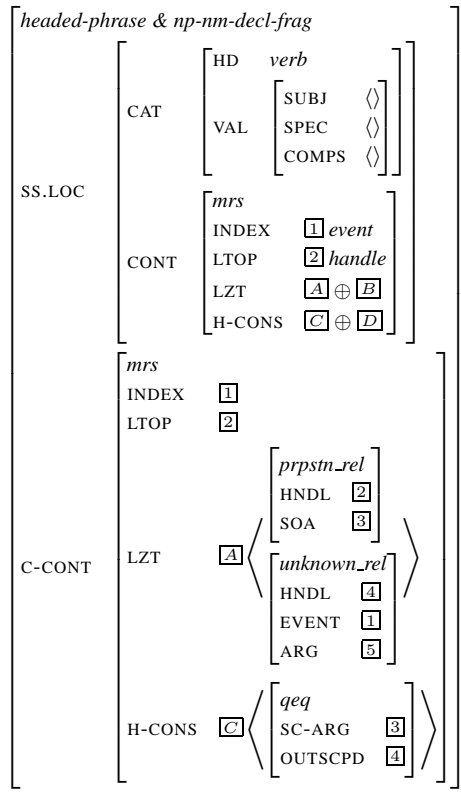 headed-phrase & np-nm-decl-frag
SS.LOC
CAT
HD verb
VAL
SUBJ ⟨⟩
SPEC ⟨⟩
COMPS ⟨⟩
CONT
mrs
INDEX 1 event
LTOP 2 handle
LZT A ⊕ B
H-CONS C ⊕ D
C-CONT
mrs
INDEX 1
LTOP 2
LZT A
prpstn_rel
HNDL 2
SOA 3
unknown_rel
HNDL 4
EVENT 1
ARG 5
H-CONS C
qeq
SC-ARG 3
OUTSCPD 4